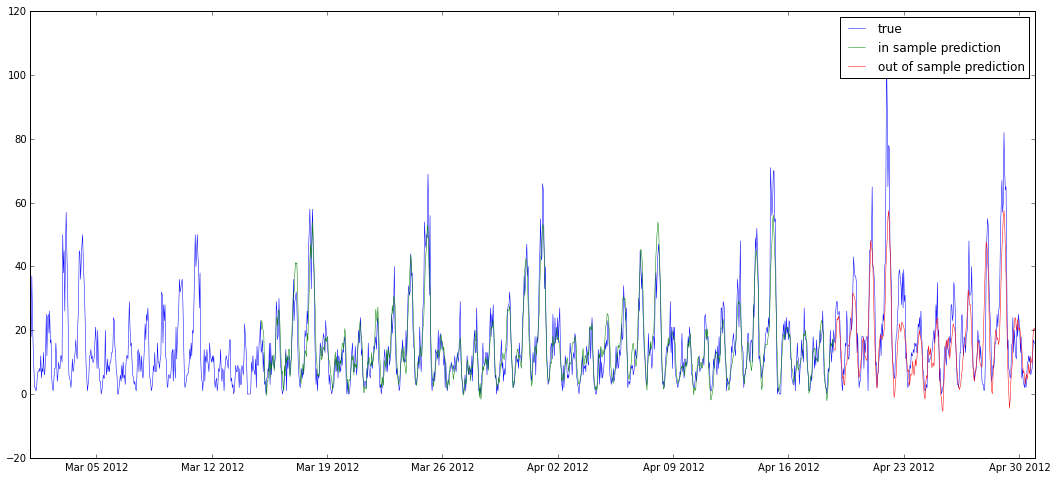 120
100
80
60
40
20
0
−20
true
in sample prediction
out of sample prediction
Mar 05 2012
Mar 12 2012
Mar 19 2012
Mar 26 2012
Apr 02 2012
Apr 09 2012
Apr 16 2012
Apr 23 2012
Apr 30 2012